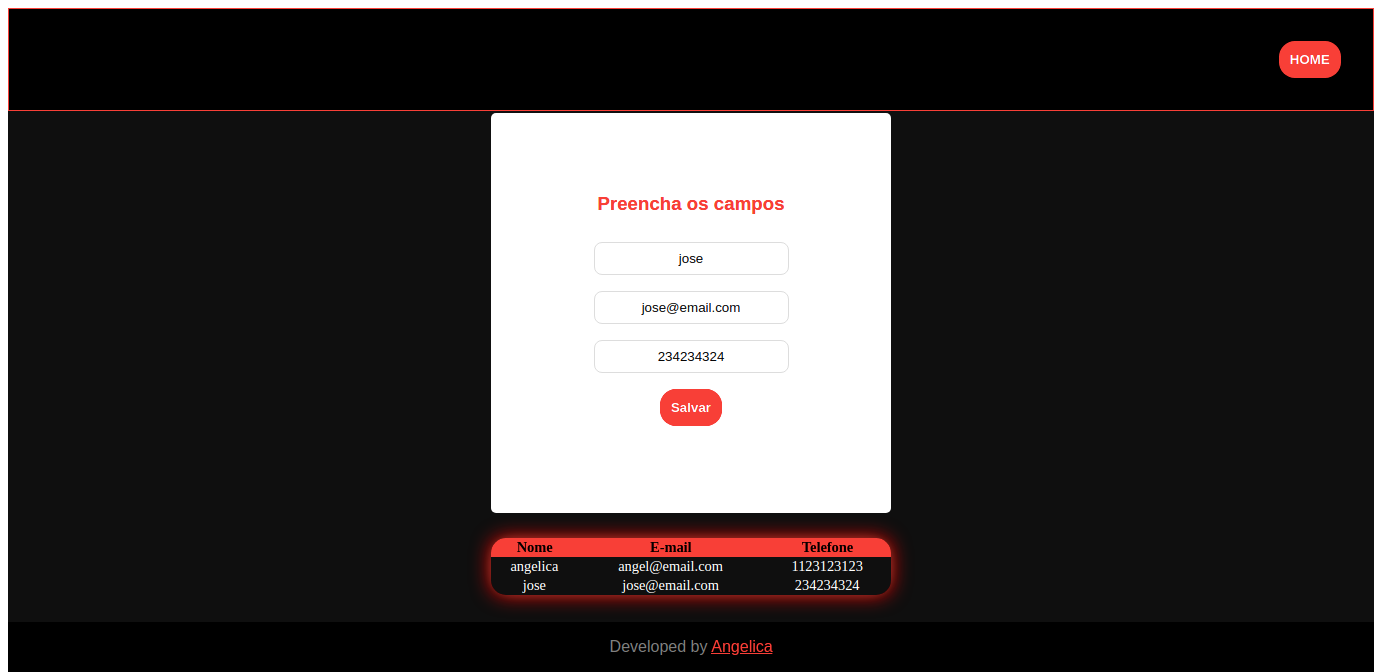 HOME
Preencha os campos
jose
jose@email.com
234234324
Salvar
Nome E-mail Telefone
angelica angel@email.com 1123123123
jose jose@email.com 234234324
Developed by Angelica